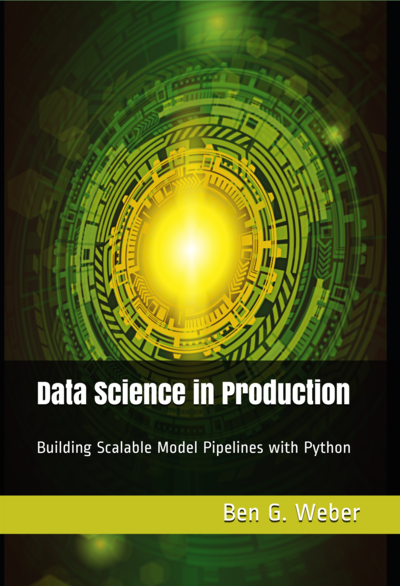 Data Science in Production
Building Scalable Model Pipelines with Python
Ben G. Weber